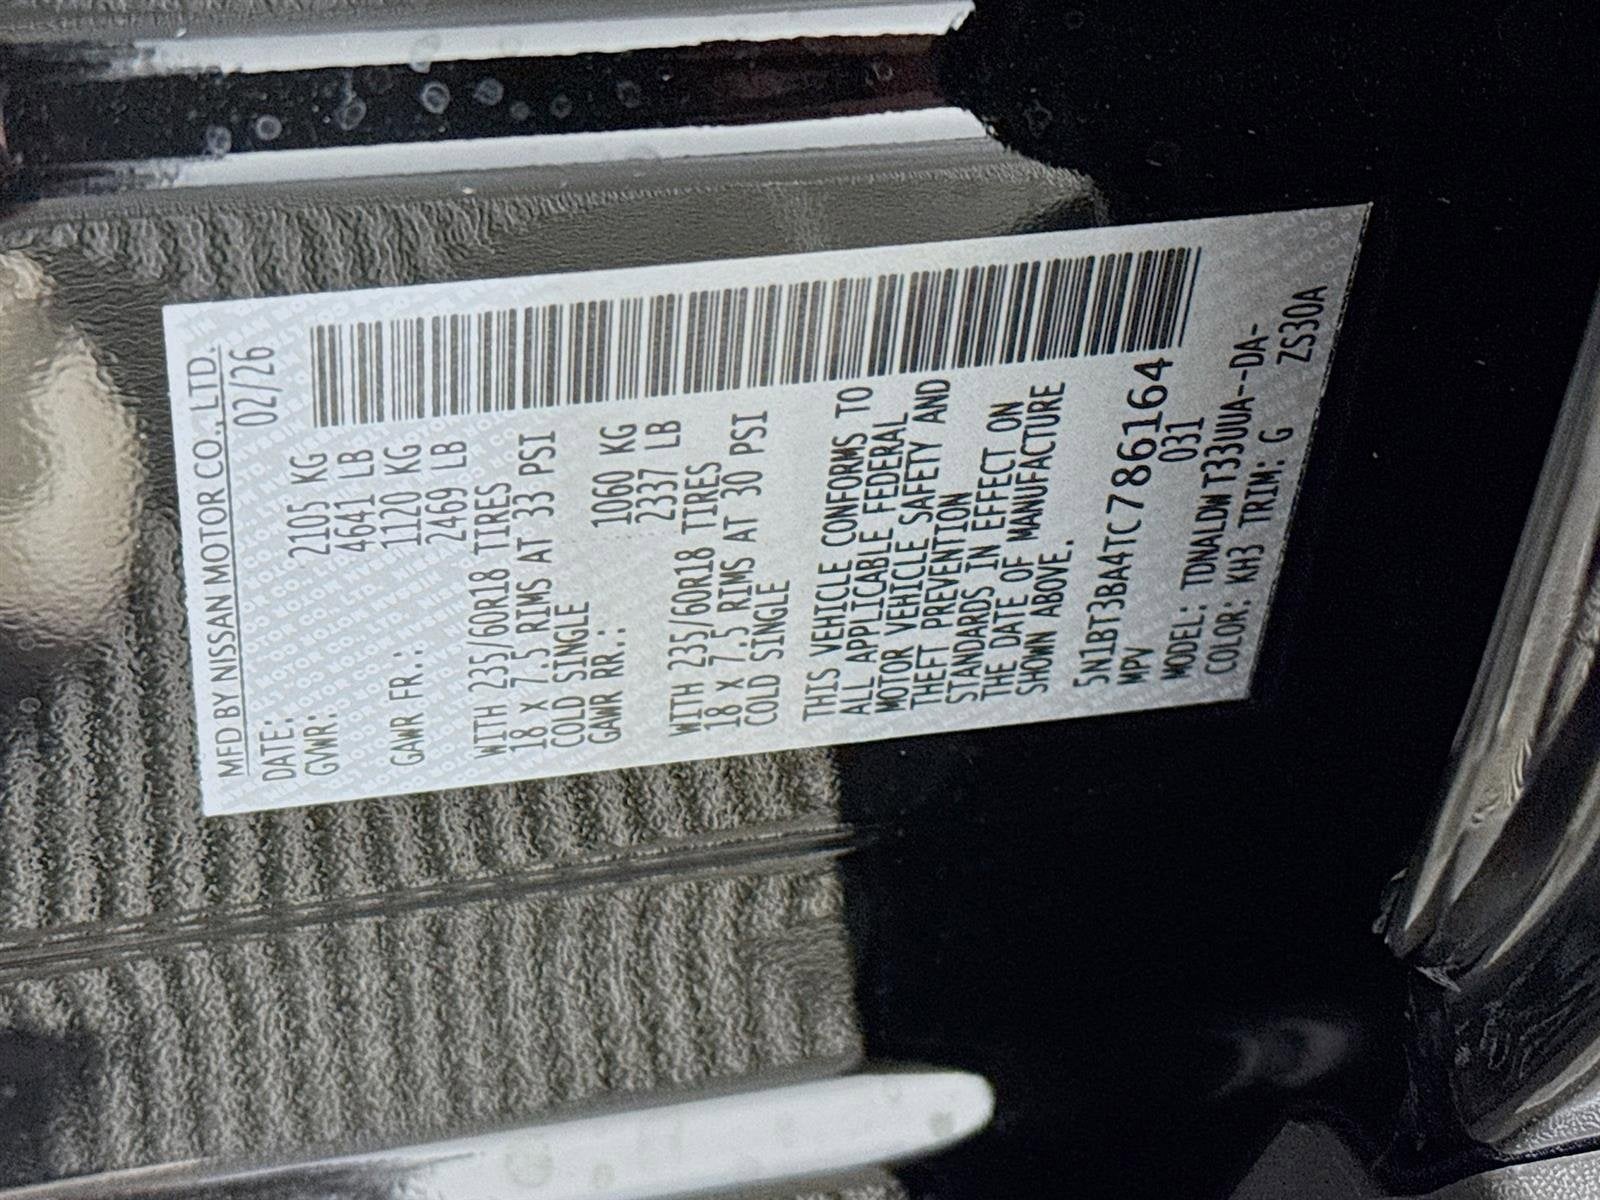 MFD BY NISSAN MOTOR CO., LTD.
DATE: 02/26
GVWR: 2105 KG
4641 LB
GAWR FR.: 1120 KG
2469 LB
WITH 235/60R18 TIRES
18 X 7.5 RIMS AT 33 PSI
COLD SINGLE
GAWR RR.: 1060 KG
2337 LB
WITH 235/60R18 TIRES
18 X 7.5 RIMS AT 30 PSI
COLD SINGLE
THIS VEHICLE CONFORMS TO
ALL APPLICABLE FEDERAL
MOTOR VEHICLE SAFETY AND
THEFT PREVENTION
STANDARDS IN EFFECT ON
THE DATE OF MANUFACTURE
SHOWN ABOVE.
5N1BT3BA4TC786164
MPV 031
MODEL: TDNALDW T33UUA--DA-
COLOR: KH3 TRIM: G ZS30A